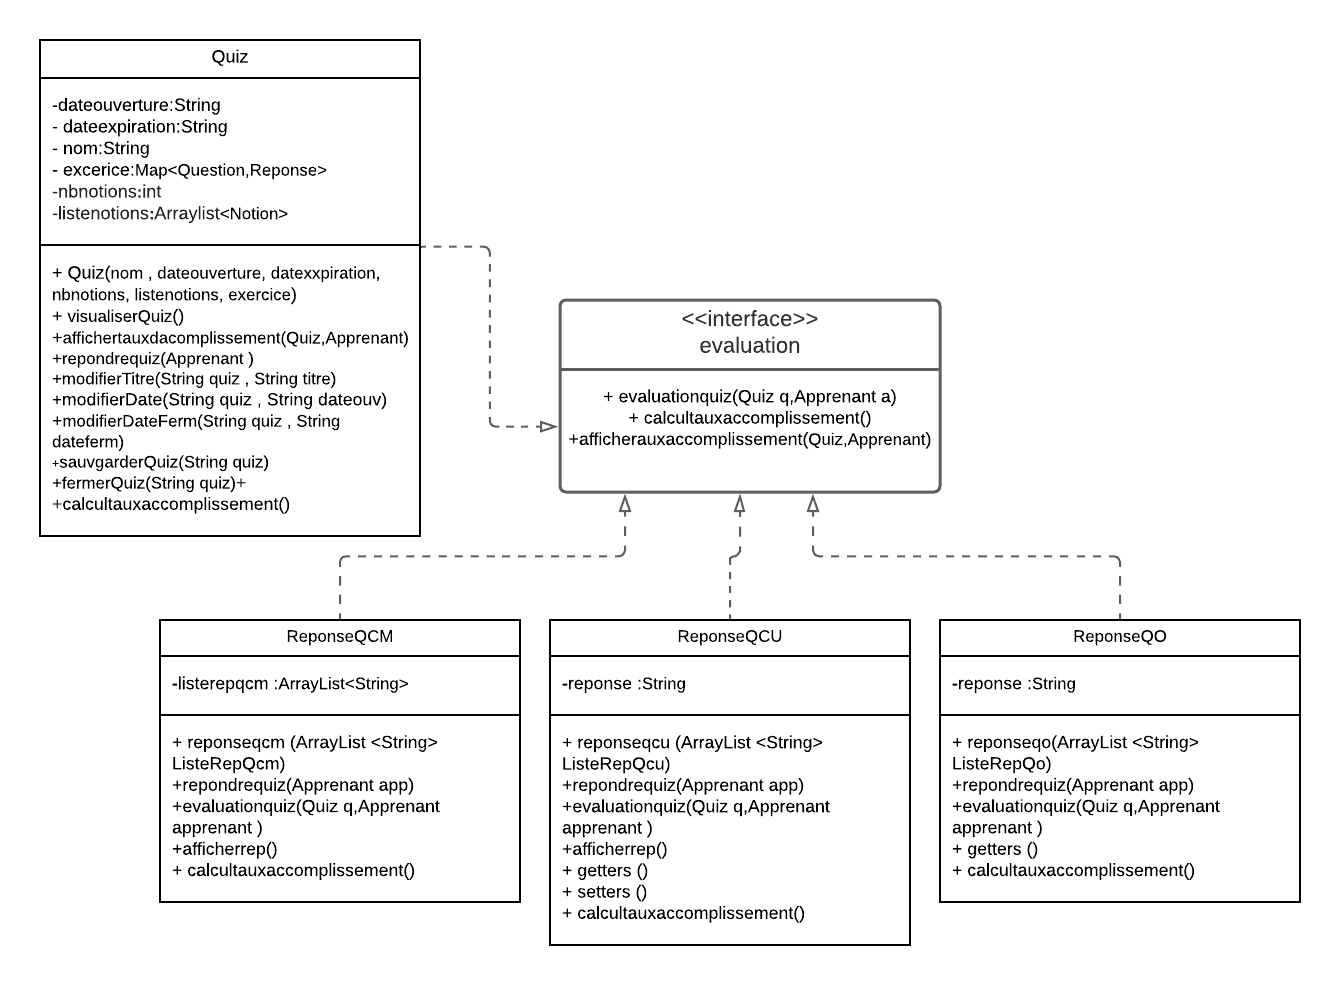 Quiz
-dateouverture:String
- dateexpiration:String
- nom:String
- excerice:Map<Question,Reponse>
-nbnotions:int
-listenotions:Arraylist<Notion>
+ Quiz(nom , dateouverture, datexxpiration,
nbnotions, listenotions, exercice)
+ visualiserQuiz()
+affichertauxdacomplissement(Quiz,Apprenant)
+repondrequiz(Apprenant )
+modifierTitre(String quiz , String titre)
+modifierDate(String quiz , String dateouv)
+modifierDateFerm(String quiz , String
dateferm)
+sauvgarderQuiz(String quiz)
+fermerQuiz(String quiz)+
+calcultauxaccomplissement()
<<interface>>
evaluation
+ evaluationquiz(Quiz q,Apprenant a)
+ calcultauxaccomplissement()
+afficherauxaccomplissement(Quiz,Apprenant)
ReponseQCM
-listerepqcm :ArrayList<String>
+ reponseqcm (ArrayList <String>
ListeRepQcm)
+repondrequiz(Apprenant app)
+evaluationquiz(Quiz q,Apprenant
apprenant )
+afficherrep()
+ calcultauxaccomplissement()
ReponseQCU
-reponse :String
+ reponseqcu (ArrayList <String>
ListeRepQcu)
+repondrequiz(Apprenant app)
+evaluationquiz(Quiz q,Apprenant
apprenant )
+afficherrep()
+ getters ()
+ setters ()
+ calcultauxaccomplissement()
ReponseQO
-reponse :String
+ reponseqo(ArrayList <String>
ListeRepQo)
+repondrequiz(Apprenant app)
+evaluationquiz(Quiz q,Apprenant
apprenant )
+ getters ()
+ calcultauxaccomplissement()